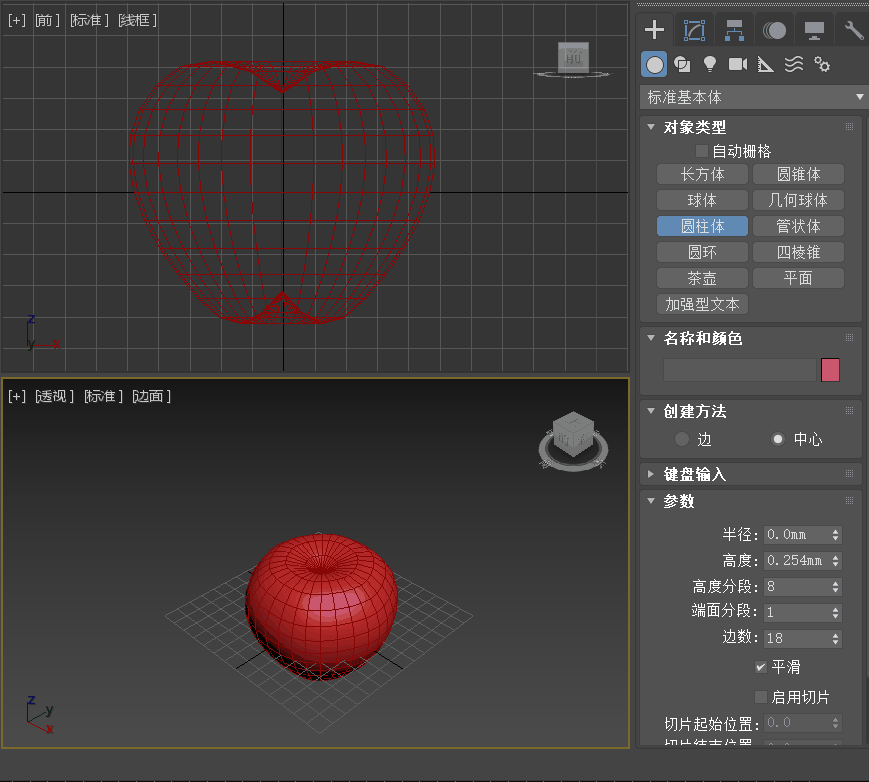 [+] [前] [标准] [线框]
前
z
y x
[+] [透视] [标准] [边面]
z
y
x
标准基本体
对象类型
自动栅格
长方体 圆锥体
球体 几何球体
圆柱体 管状体
圆环 四棱锥
茶壶 平面
加强型文本
名称和颜色
创建方法
边 中心
键盘输入
参数
半径: 0.0mm
高度: 0.254mm
高度分段: 8
端面分段: 1
边数: 18
平滑
启用切片
切片起始位置: 0.0
切片结束位置: